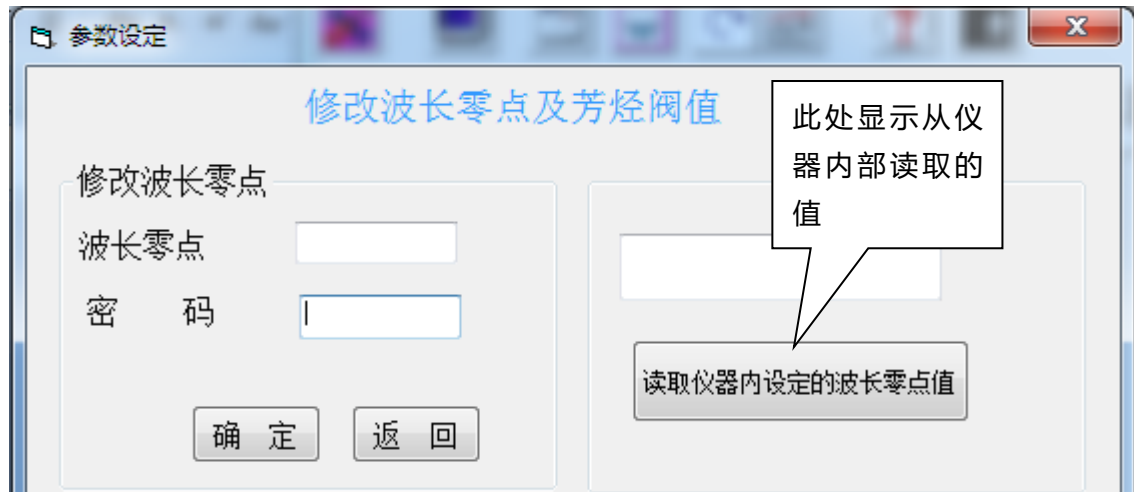 参数设定
修改波长零点及芳烃阀值
此处显示从仪
器内部读取的
值
修改波长零点
波长零点
密 码
读取仪器内设定的波长零点值
确 定
返 回